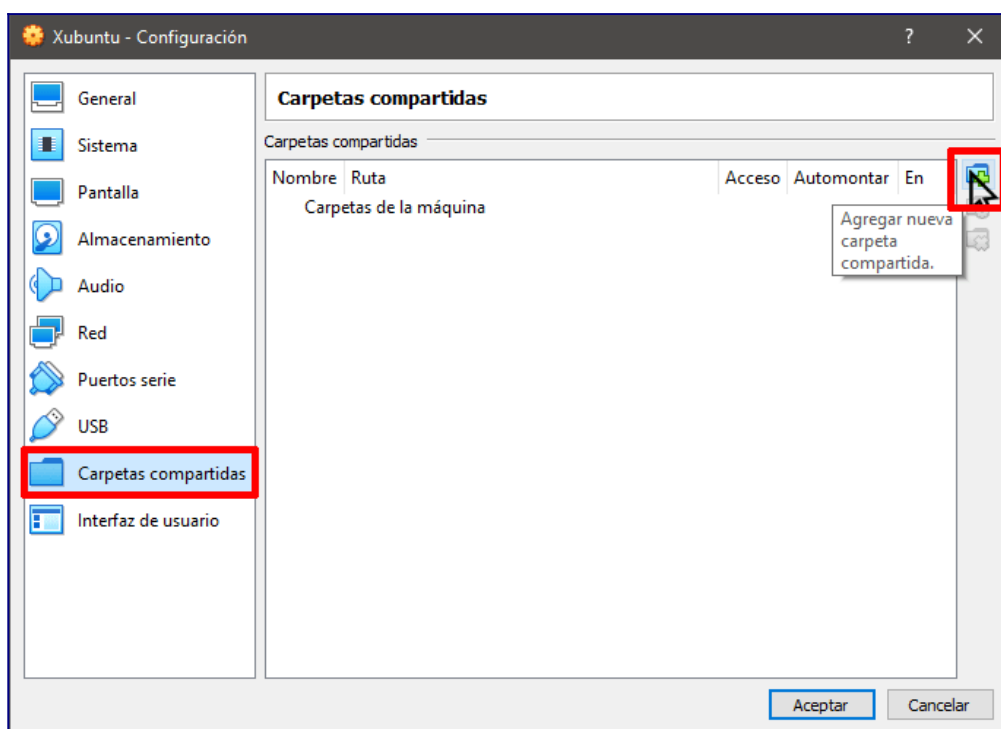 Xubuntu - Configuración
?
General
Sistema
Pantalla
Almacenamiento
Audio
Red
Puertos serie
USB
Carpetas compartidas
Interfaz de usuario
Carpetas compartidas
Carpetas compartidas
Nombre Ruta Acceso Automontar En
Carpetas de la máquina
Agregar nueva
carpeta
compartida.
Aceptar
Cancelar